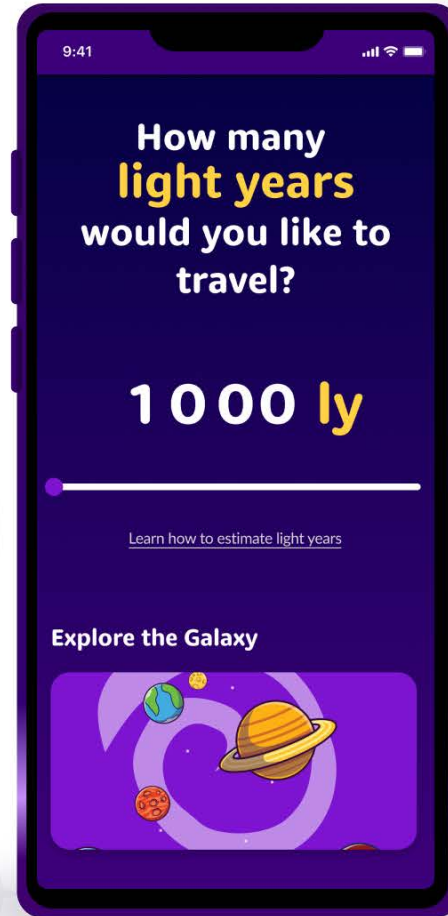 9:41
How many
light years
would you like to
travel?
1000 ly
Learn how to estimate light years
Explore the Galaxy